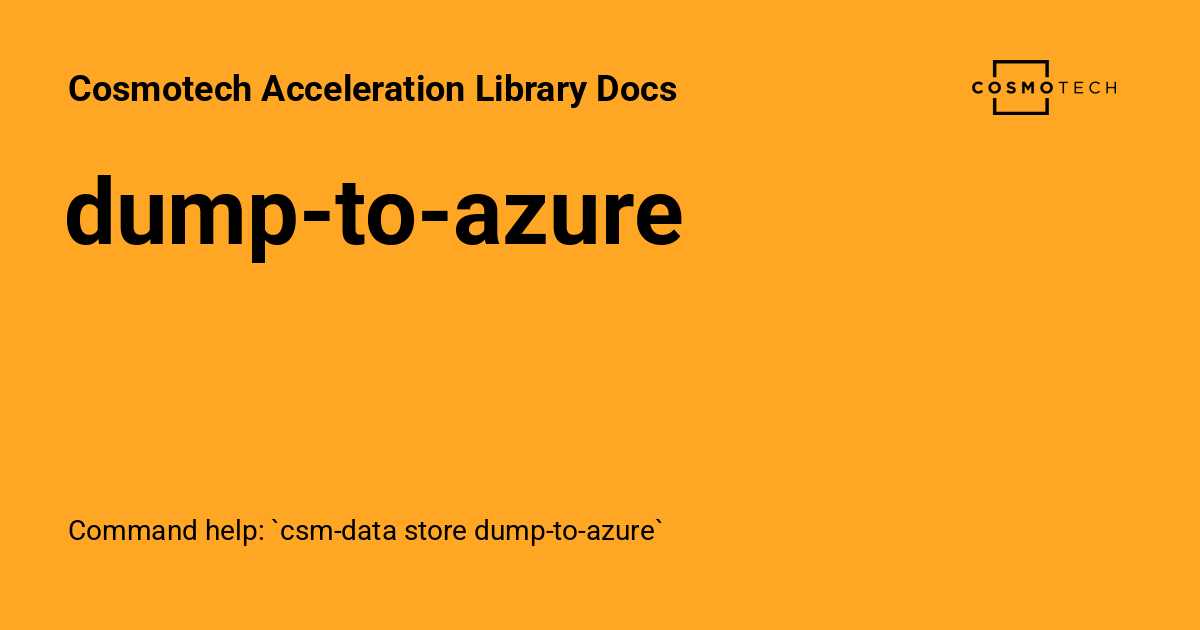 Cosmotech Acceleration Library Docs
COSMOTECH
dump-to-azure
Command help: `csm-data store dump-to-azure`